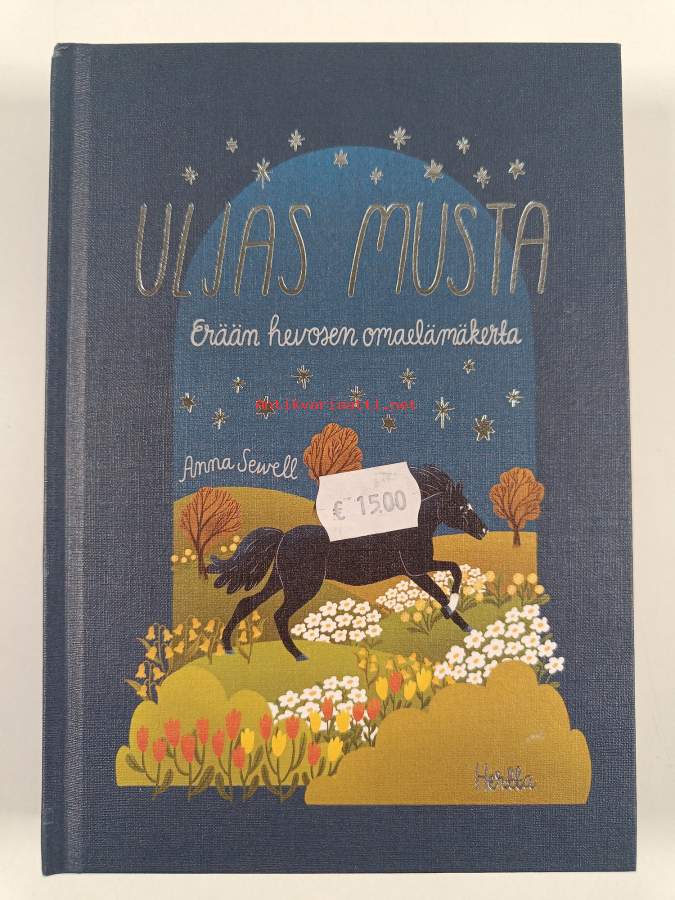 ULJAS MUSTA
Erään hevosen omaelämäkerta
Antikvariaatti.net
Anna Sewell
€ 15.00
Hertta